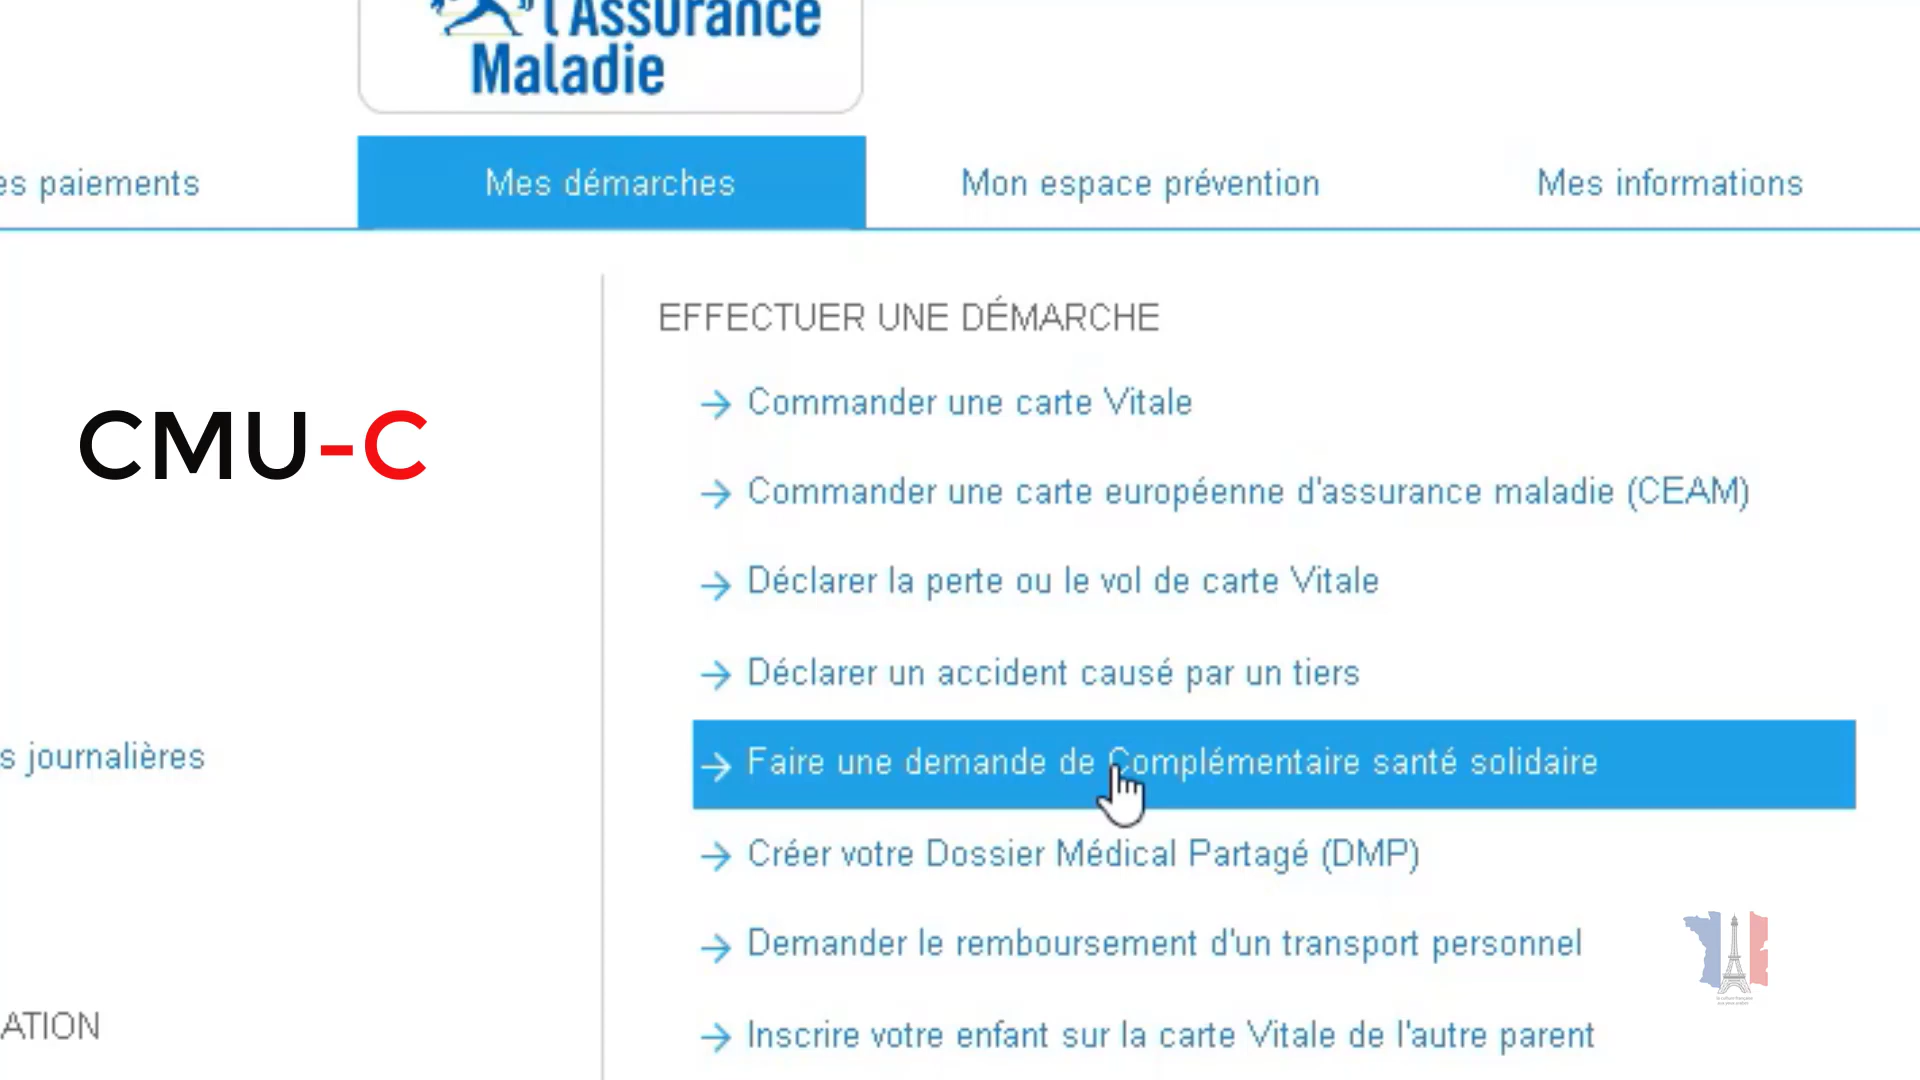 l'Assurance
Maladie
es paiements
Mes démarches
Mon espace prévention
Mes informations
EFFECTUER UNE DÉMARCHE
Commander une carte Vitale
CMU-C
Commander une carte européenne d'assurance maladie (CEAM)
Déclarer la perte ou le vol de carte Vitale
Déclarer un accident causé par un tiers
s journalières
Faire une demande de Complémentaire santé solidaire
Créer votre Dossier Médical Partagé (DMP)
Demander le remboursement d'un transport personnel
ATION
Inscrire votre enfant sur la carte Vitale de l'autre parent